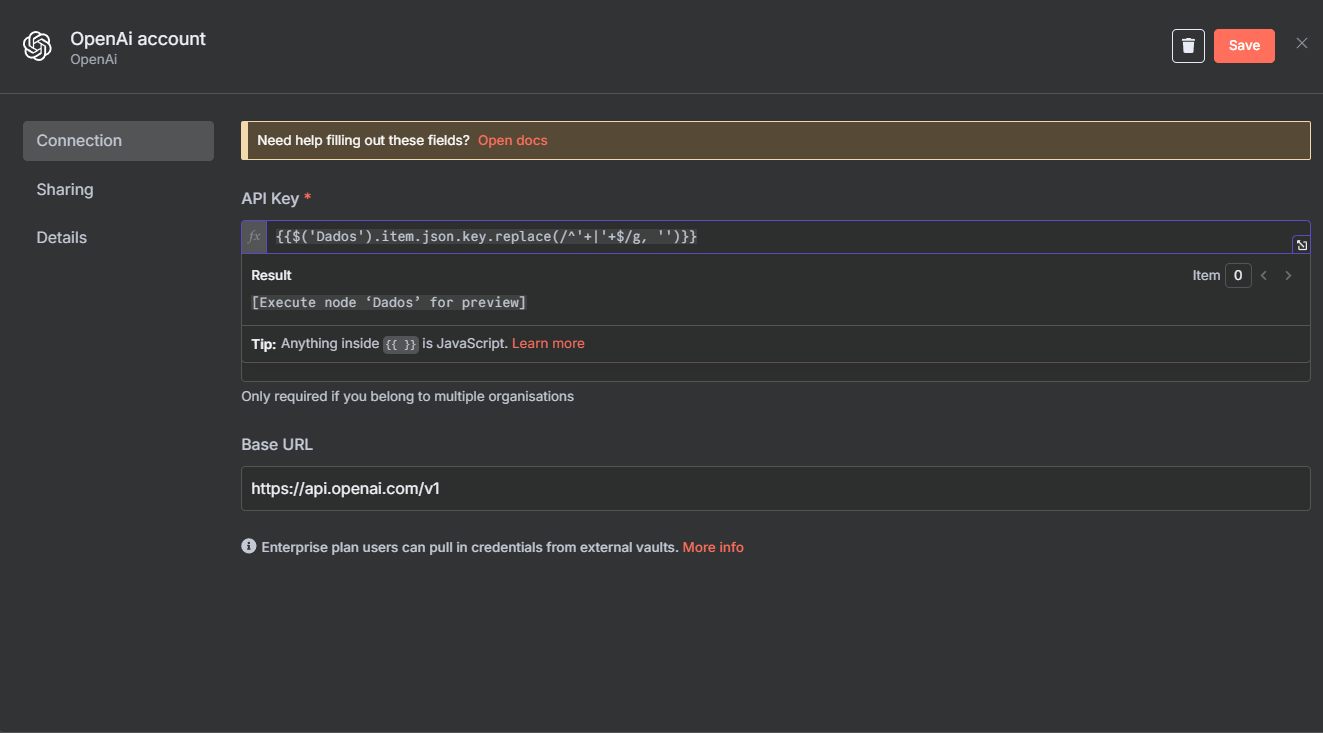 OpenAi account
OpenAi
Save
Connection
Sharing
Details
Need help filling out these fields? Open docs
API Key *
fx {{$('Dados').item.json.key.replace(/^'+|'+$/g, '')}}
Result
Item 0
[Execute node ‘Dados’ for preview]
Tip: Anything inside {{ }} is JavaScript. Learn more
Only required if you belong to multiple organisations
Base URL
https://api.openai.com/v1
Enterprise plan users can pull in credentials from external vaults. More info